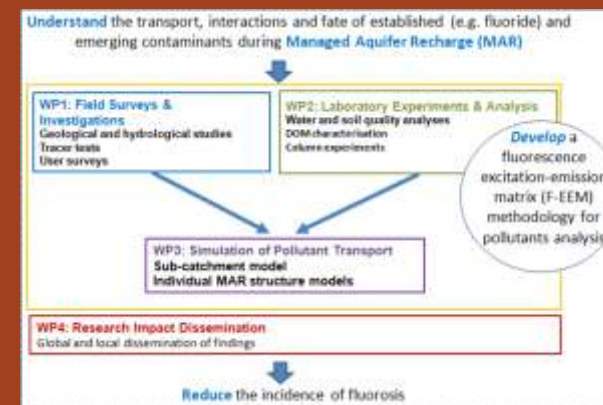 Understand the transport, interactions and fate of established (e.g. fluoride) and
emerging contaminants during Managed Aquifer Recharge (MAR)
WP1: Field Surveys &
Investigations
Geological and hydrological studies
Tracer tests
User surveys
WP2: Laboratory Experiments & Analysis
Water and soil quality analyses
DOM characterisation
Column experiments
Develop a
fluorescence
excitation-emission
matrix (F-EEM)
methodology for
pollutants analysis
WP3: Simulation of Pollutant Transport
Sub-catchment model
Individual MAR structure models
WP4: Research Impact Dissemination
Global and local dissemination of findings
Reduce the incidence of fluorosis